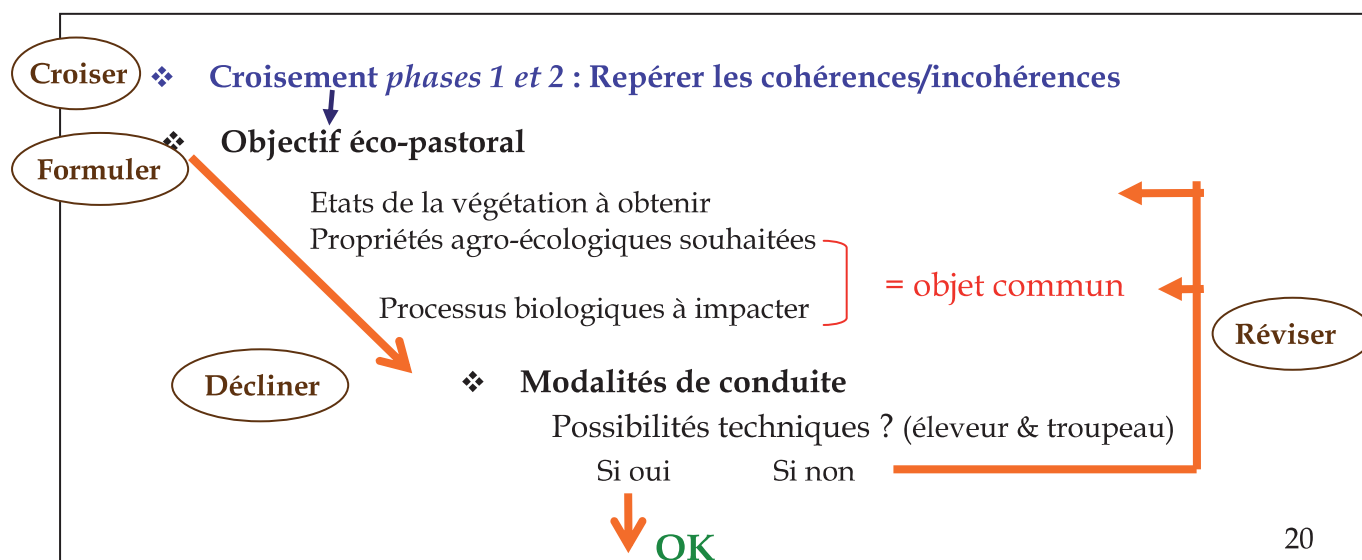 Croiser ❖ Croisement phases 1 et 2 : Repérer les cohérences/incohérences
❖ Objectif éco-pastoral
Formuler
Etats de la végétation à obtenir
Propriétés agro-écologiques souhaitées
= objet commun
Processus biologiques à impacter
Réviser
Décliner ❖ Modalités de conduite
Possibilités techniques ? (éleveur & troupeau)
Si oui Si non
OK
20